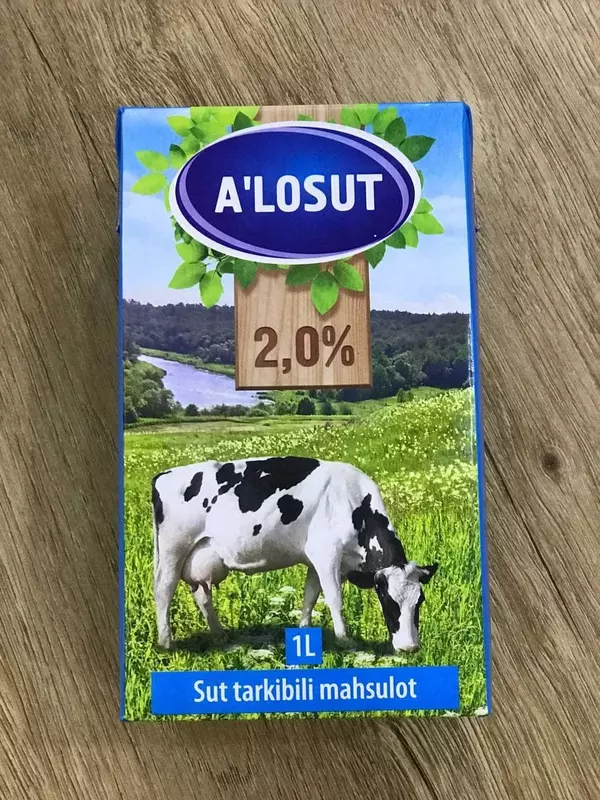 A'LOSUT
2,0%
1L
Sut tarkibili mahsulot